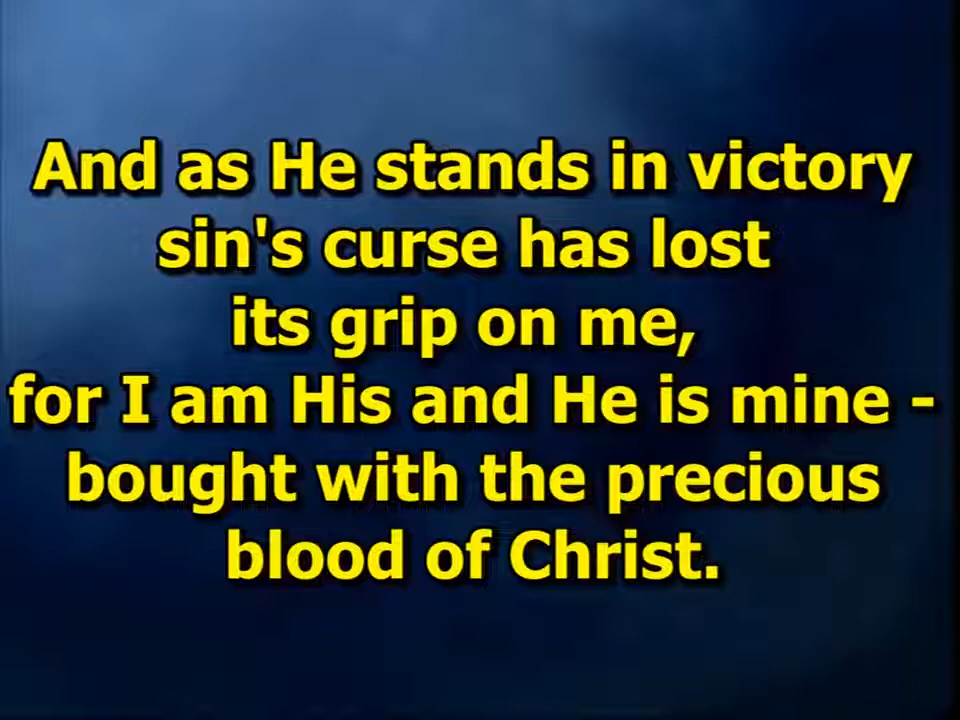 And as He stands in victory
sin's curse has lost
its grip on me,
for I am His and He is mine -
bought with the precious
blood of Christ.